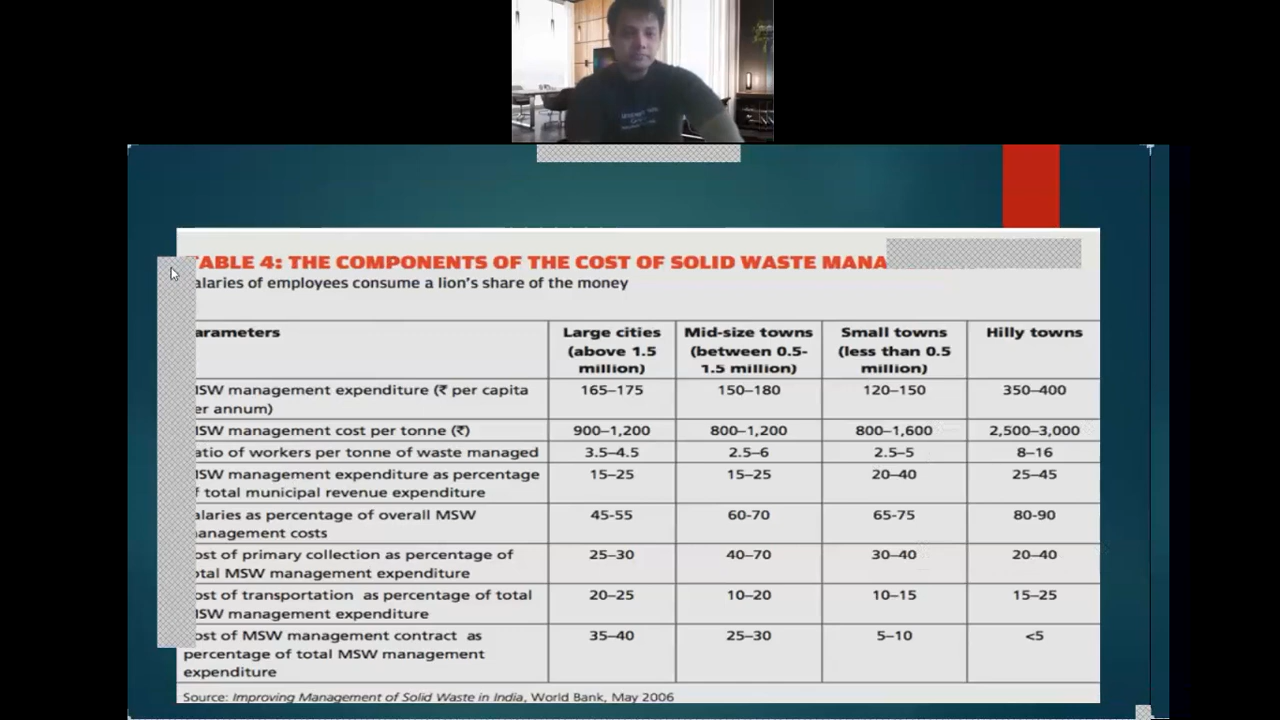 TABLE 4: THE COMPONENTS OF THE COST OF SOLID WASTE MANA
alaries of employees consume a lion's share of the money
arameters Large cities (above 1.5 million) Mid-size towns (between 0.5-1.5 million) Small towns (less than 0.5 million) Hilly towns
MSW management expenditure (₹ per capita er annum) 165–175 150–180 120–150 350–400
MSW management cost per tonne (₹) 900–1,200 800–1,200 800–1,600 2,500–3,000
atio of workers per tonne of waste managed 3.5–4.5 2.5–6 2.5–5 8–16
MSW management expenditure as percentage f total municipal revenue expenditure 15–25 15–25 20–40 25–45
alaries as percentage of overall MSW anagement costs 45-55 60-70 65-75 80-90
ost of primary collection as percentage of otal MSW management expenditure 25–30 40–70 30–40 20–40
ost of transportation as percentage of total MSW management expenditure 20–25 10–20 10–15 15–25
ost of MSW management contract as percentage of total MSW management expenditure 35–40 25–30 5–10 <5
Source: Improving Management of Solid Waste in India, World Bank, May 2006